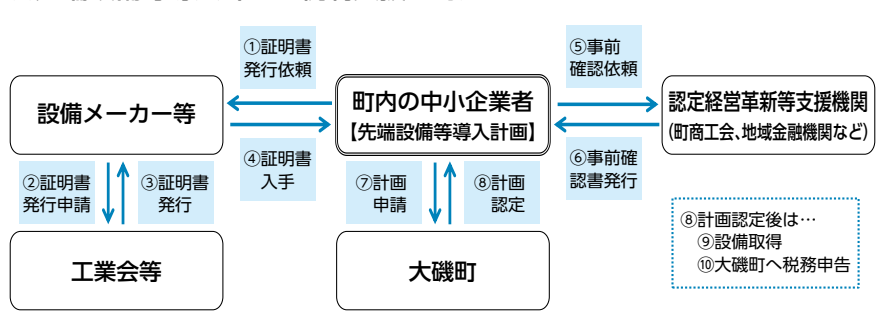 ①証明書
発行依頼
⑤事前
確認依頼
設備メーカー等
町内の中小企業者
【先端設備等導入計画】
認定経営革新等支援機関
(町商工会、地域金融機関など)
②証明書
発行申請
③証明書
発行
④証明書
入手
⑦計画
申請
⑧計画
認定
⑥事前確
認書発行
工業会等
大磯町
⑧計画認定後は…
⑨設備取得
⑩大磯町へ税務申告